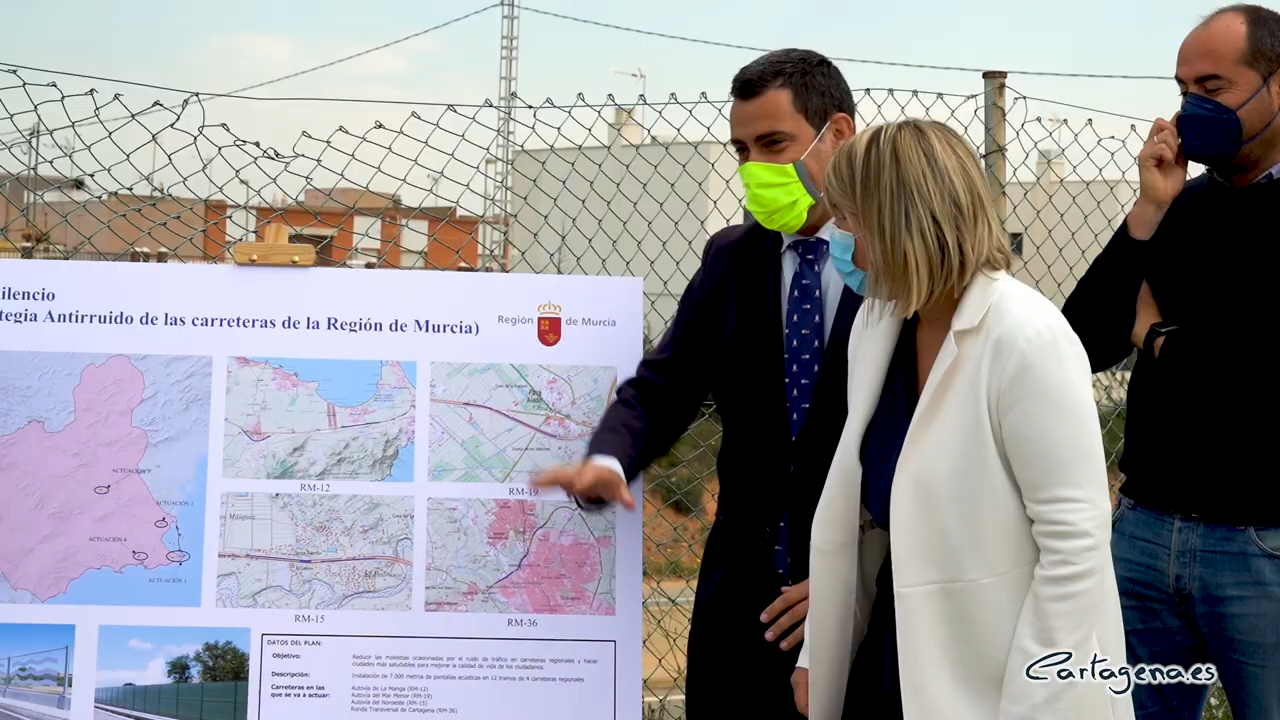 ilencio
tegia Antirruido de las carreteras de la Región de Murcia)
Región de Murcia
ACTUACIÓN 3
ACTUACIÓN 2
ACTUACIÓN 4
ACTUACIÓN 1
RM-12
RM-19
RM-15
RM-36
DATOS DEL PLAN:
Objetivo: Reducir las molestias ocasionadas por el ruido de tráfico en carreteras regionales y hacer
ciudades más saludables para mejorar la calidad de vida de los ciudadanos.
Descripción: Instalación de 7.000 metros de pantallas acústicas en 12 tramos de 4 carreteras regionales
Carreteras en las Autovía de La Manga (RM-12)
que se va a actuar: Autovía del Mar Menor (RM-19)
Autovía del Noroeste (RM-15)
Ronda Transversal de Cartagena (RM-36)
Cartagena.es